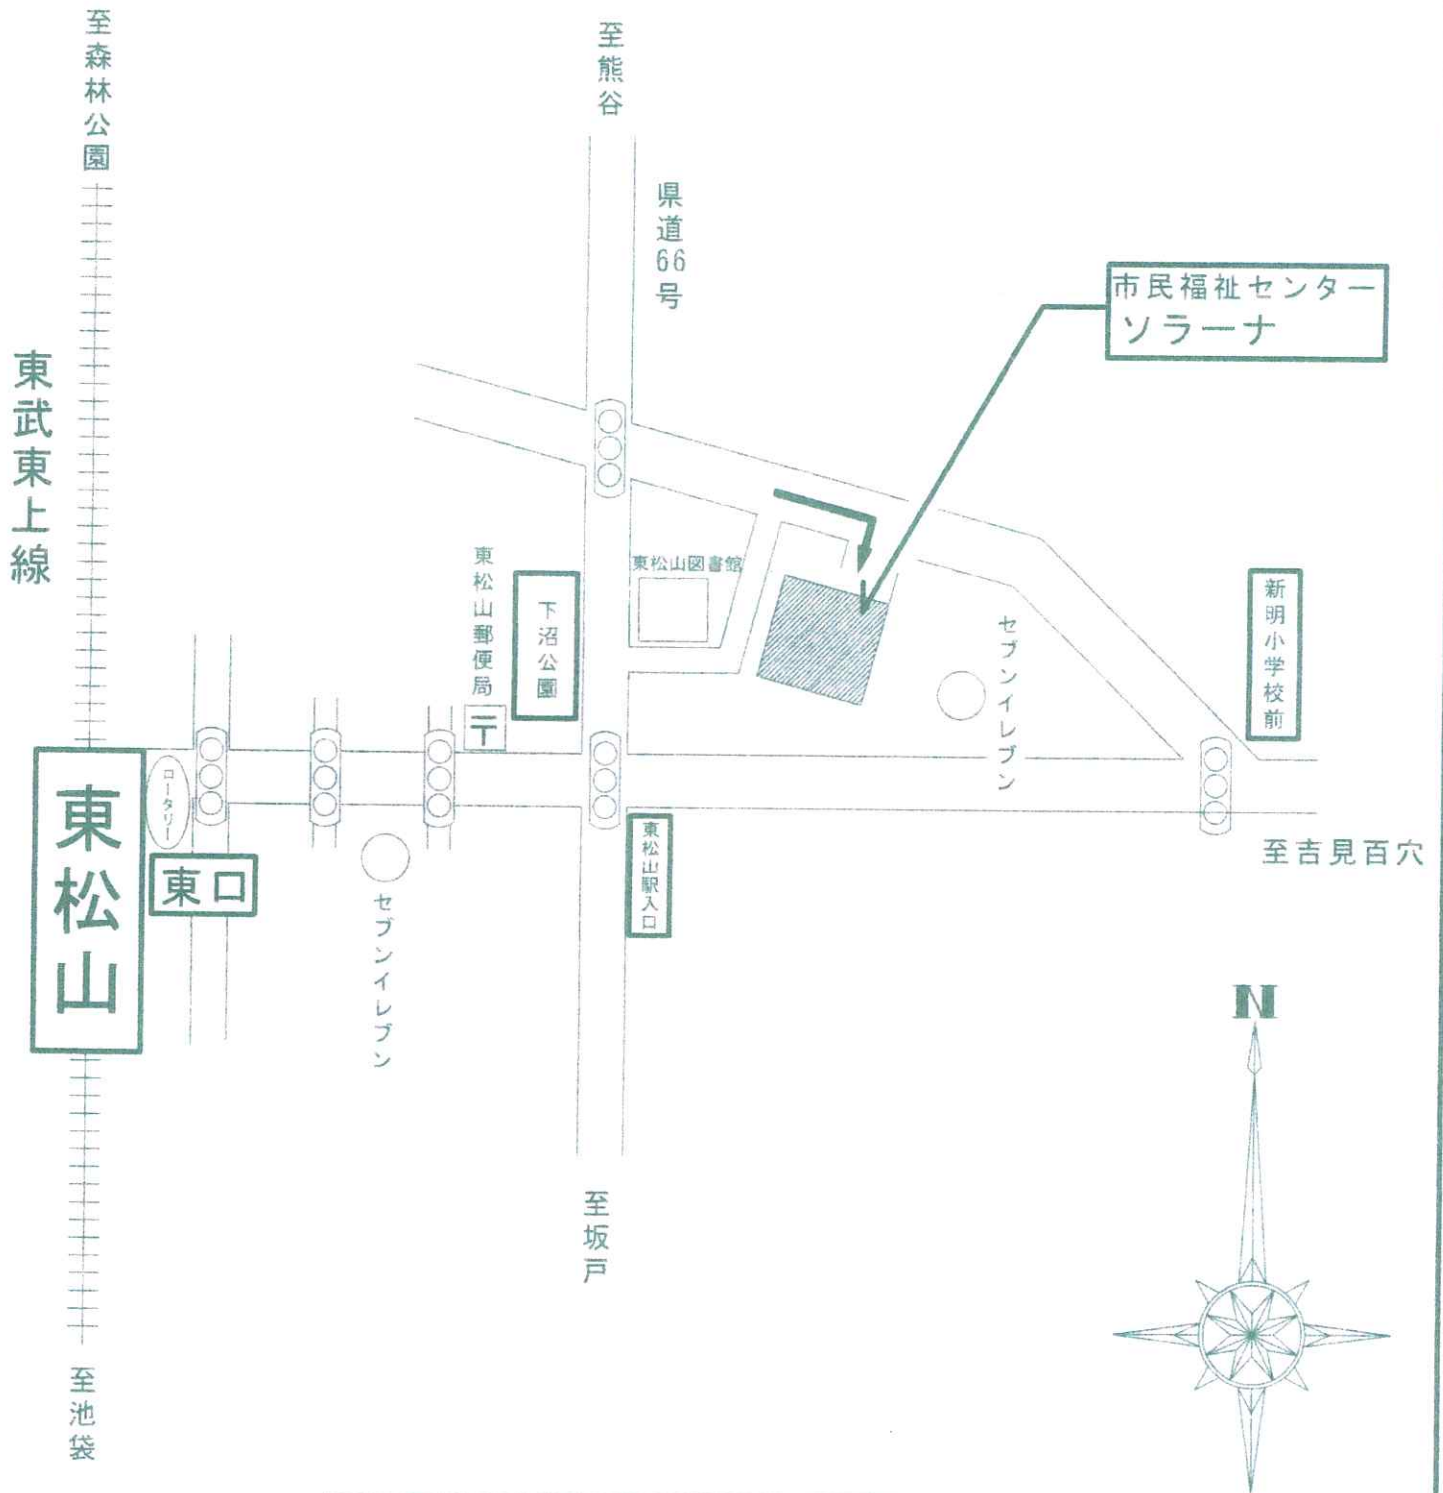 至森林公園
至熊谷
県道66号
市民福祉センター
ソラーナ
東武東上線
東松山郵便局
下沼公園
東松山図書館
セブンイレブン
新明小学校前
〒
東松山
ロータリー
東口
セブンイレブン
東松山駅入口
至吉見百穴
N
至坂戸
至池袋